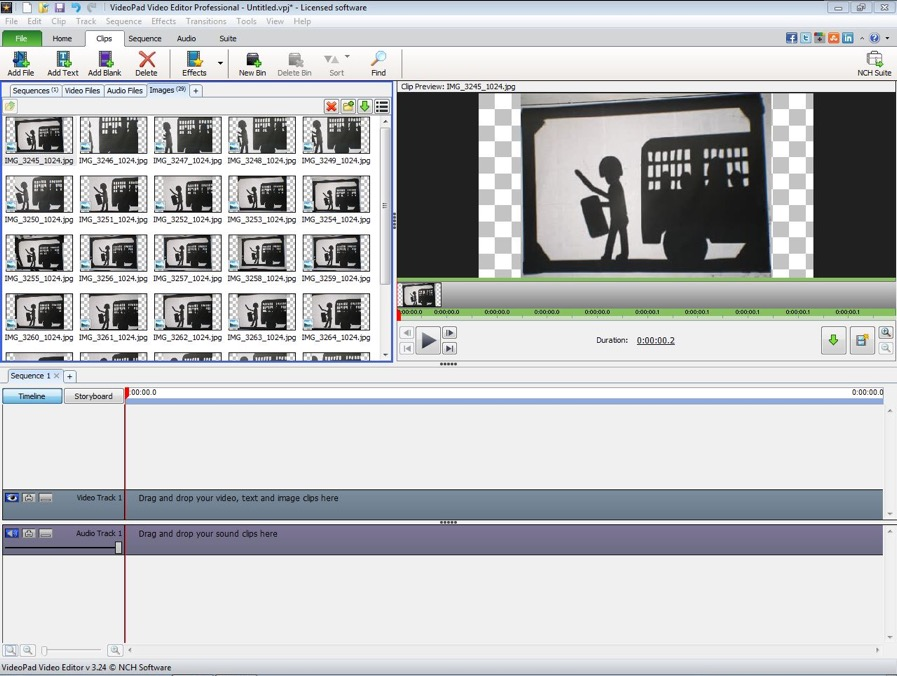 VideoPad Video Editor Professional - Untitled.vpj* - Licensed software
File Edit Clip Track Sequence Effects Transitions Tools View Help
File Home Clips Sequence Audio Suite
Add File Add Text Add Blank Delete Effects New Bin Delete Bin Sort Find NCH Suite
Sequences (1) Video Files Audio Files Images (29) +
Clip Preview: IMG_3245_1024.jpg
IMG_3245_1024.jpg IMG_3246_1024.jpg IMG_3247_1024.jpg IMG_3248_1024.jpg IMG_3249_1024.jpg
IMG_3250_1024.jpg IMG_3251_1024.jpg IMG_3252_1024.jpg IMG_3253_1024.jpg IMG_3254_1024.jpg
IMG_3255_1024.jpg IMG_3256_1024.jpg IMG_3257_1024.jpg IMG_3258_1024.jpg IMG_3259_1024.jpg
IMG_3260_1024.jpg IMG_3261_1024.jpg IMG_3262_1024.jpg IMG_3263_1024.jpg IMG_3264_1024.jpg
0:00:00.0 0:00:00.0 0:00:00.0 0:00:00.0 0:00:00.0 0:00:00.1 0:00:00.1 0:00:00.1 0:00:00.1
Duration: 0:00:00.2
Sequence 1 +
Timeline Storyboard :00:00.0 0:00:00.0
Video Track 1 Drag and drop your video, text and image clips here
Audio Track 1 Drag and drop your sound clips here
VideoPad Video Editor v 3.24 © NCH Software